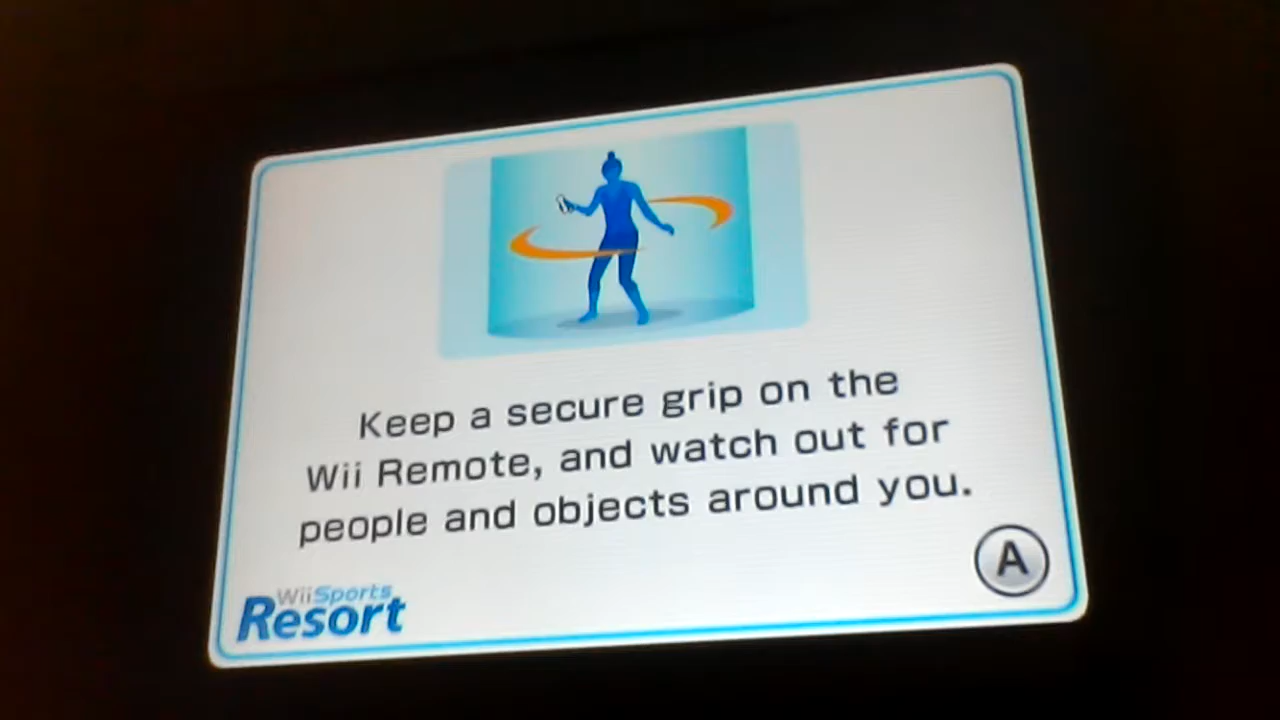 Keep a secure grip on the
Wii Remote, and watch out for
people and objects around you.
A
WiiSports
Resort